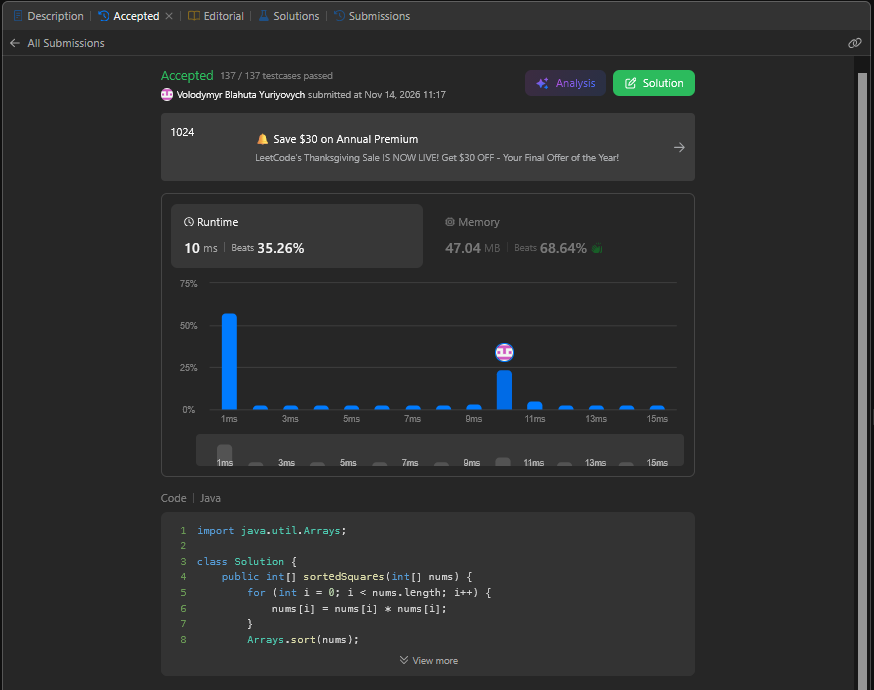 Description | Accepted × | Editorial | Solutions | Submissions
← All Submissions
Accepted 137 / 137 testcases passed
Volodymyr Blahuta Yuriyovych submitted at Nov 14, 2026 11:17
Analysis
Solution
1024
Save $30 on Annual Premium
LeetCode's Thanksgiving Sale IS NOW LIVE! Get $30 OFF - Your Final Offer of the Year!
Runtime
10 ms | Beats 35.26%
Memory
47.04 MB | Beats 68.64%
75%
50%
25%
0%
1ms 3ms 5ms 7ms 9ms 11ms 13ms 15ms
1ms 3ms 5ms 7ms 9ms 11ms 13ms 15ms
Code | Java
1 import java.util.Arrays;
2
3 class Solution {
4     public int[] sortedSquares(int[] nums) {
5         for (int i = 0; i < nums.length; i++) {
6             nums[i] = nums[i] * nums[i];
7         }
8         Arrays.sort(nums);
View more